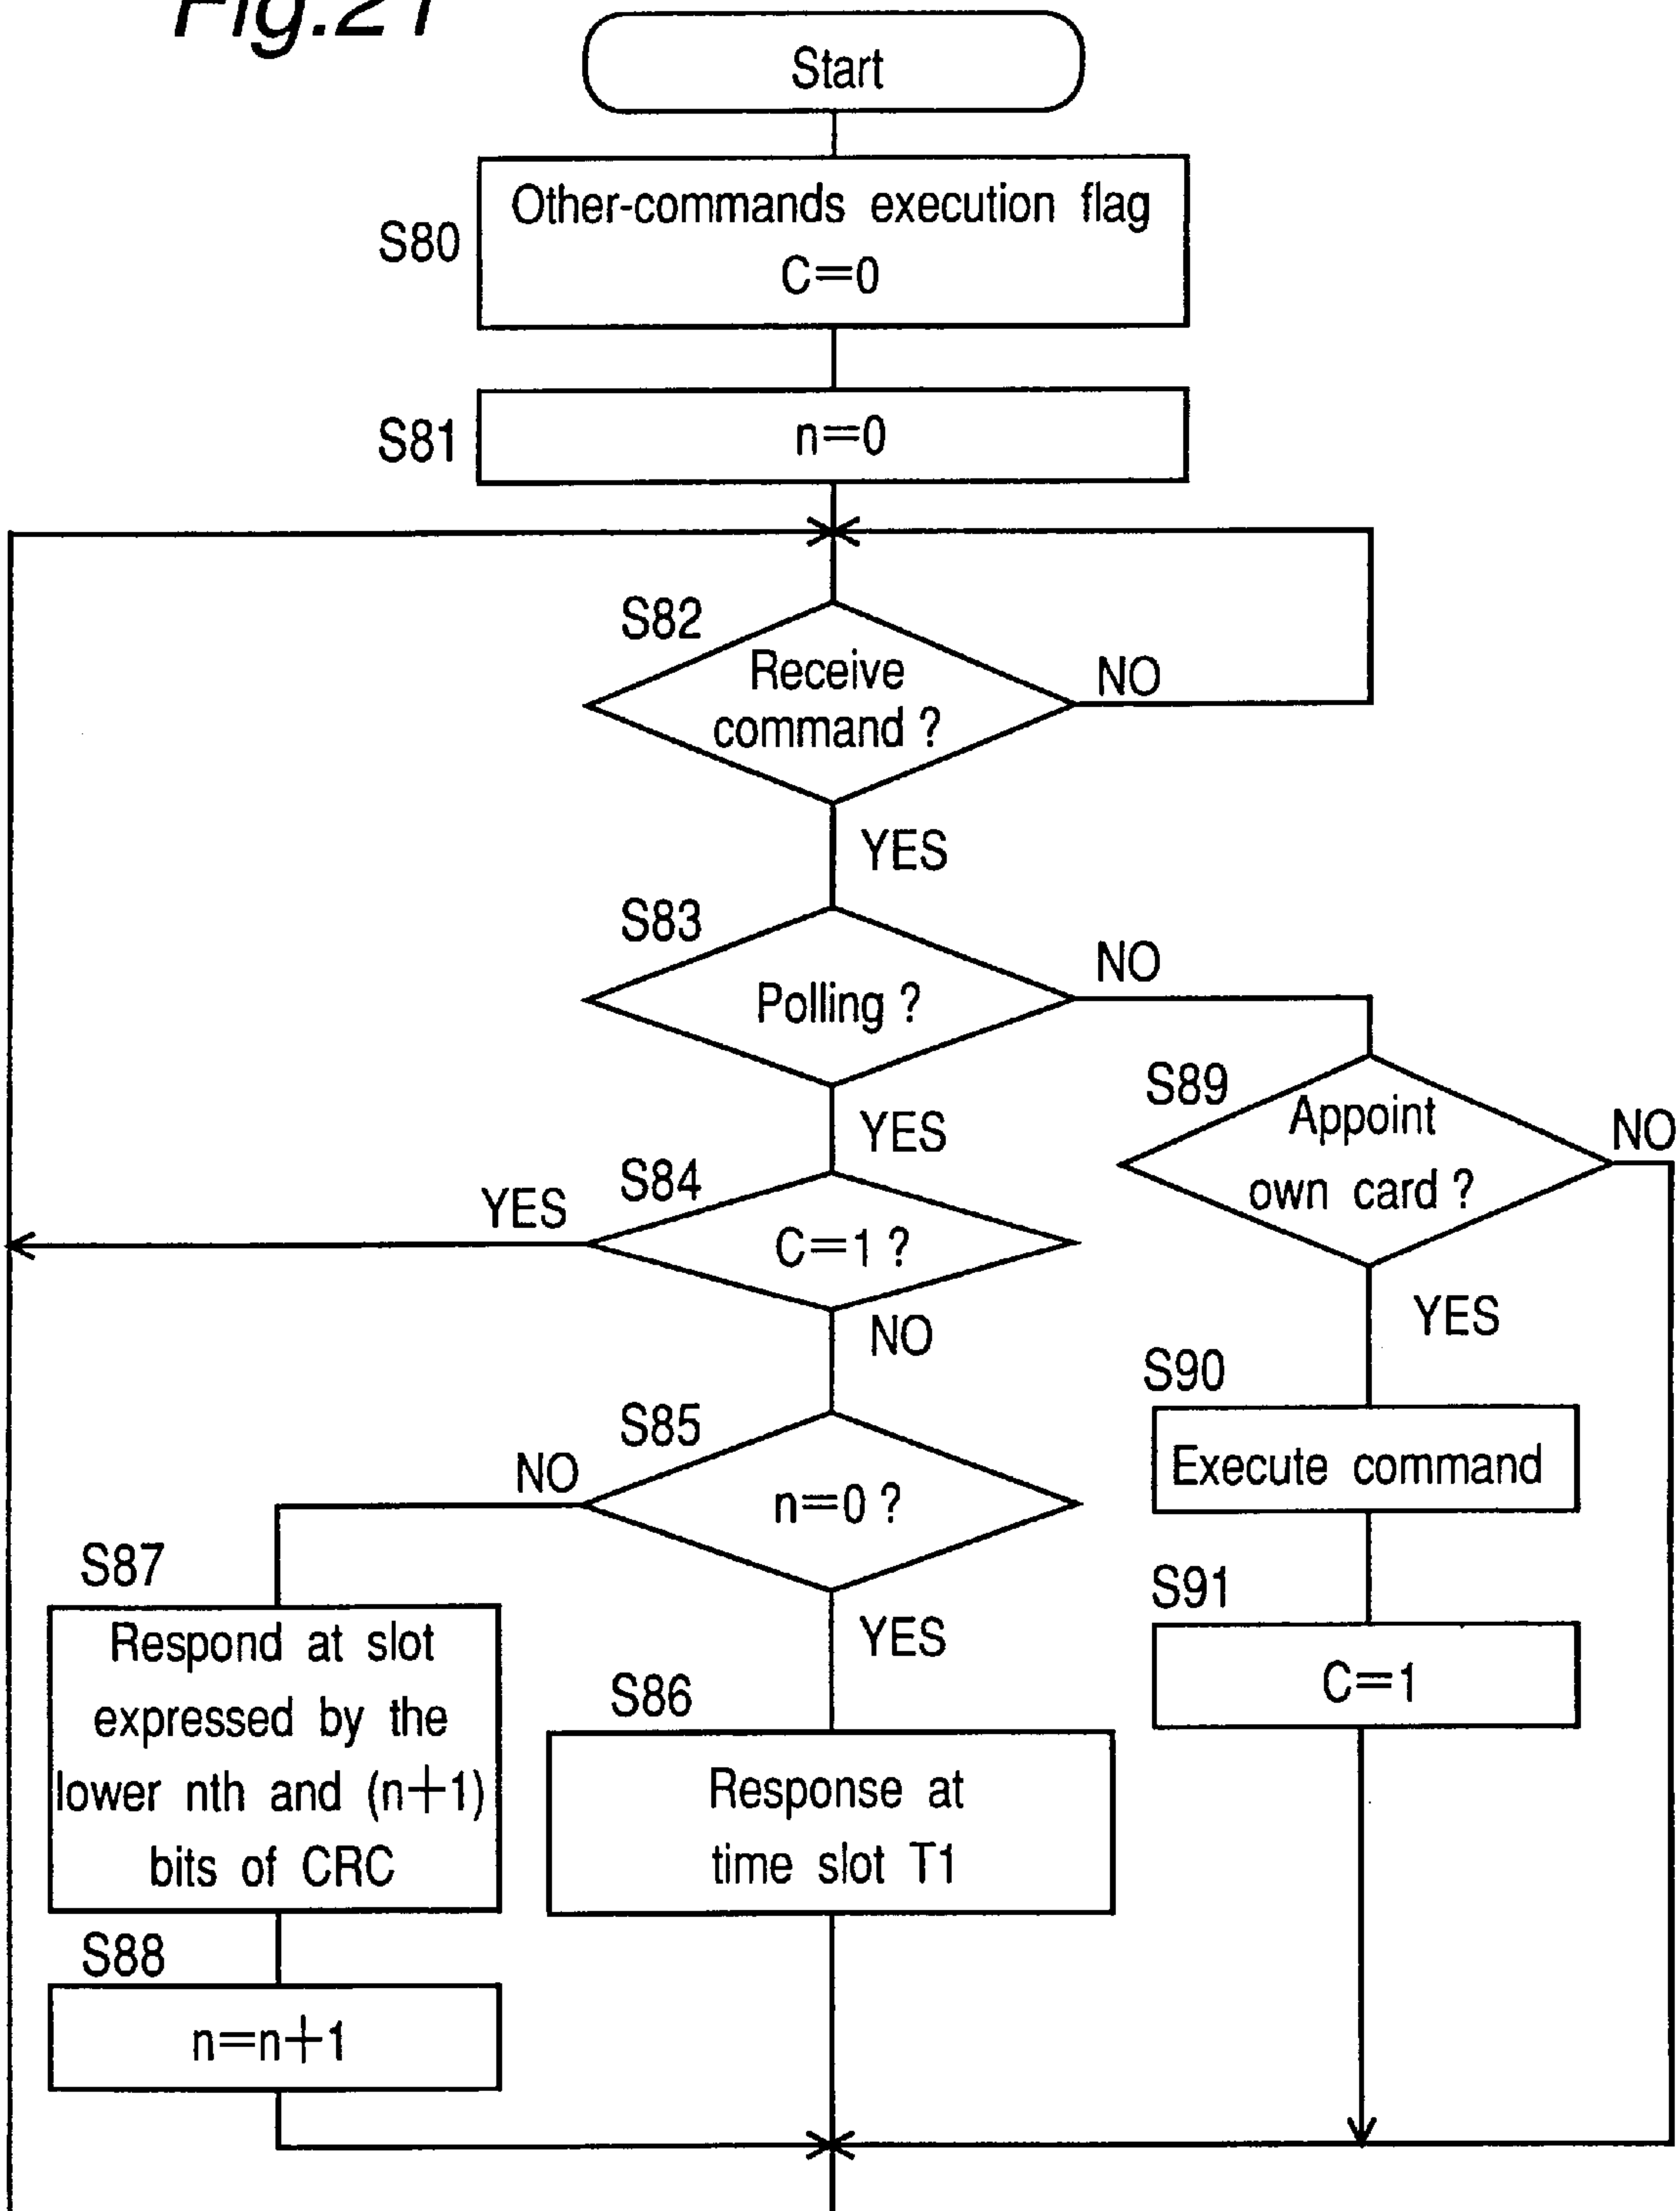 Fig.21
Start
S80
Other-commands execution flag
C=0
S81
n=0
S82
Receive
command ?
NO
YES
S83
Polling ?
NO
YES
S84
C=1 ?
YES
NO
S89
Appoint
own card ?
NO
YES
S85
n=0 ?
NO
YES
S90
Execute command
S87
Respond at slot
expressed by the
lower nth and (n+1)
bits of CRC
S86
Response at
time slot T1
S91
C=1
S88
n=n+1